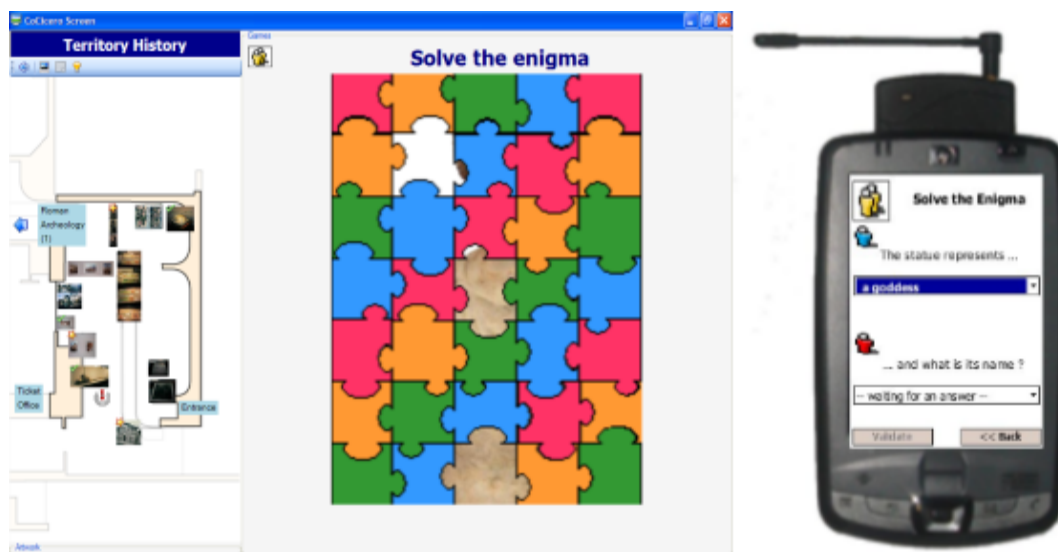 CoCicero Screen
Territory History
Games
Solve the enigma
Roman
Archeology
(1)
Ticket
Office
Entrance
Artwork
Solve the Enigma
The statue represents ...
a goddess
... and what is its name ?
-- waiting for an answer --
Validate
<< Back